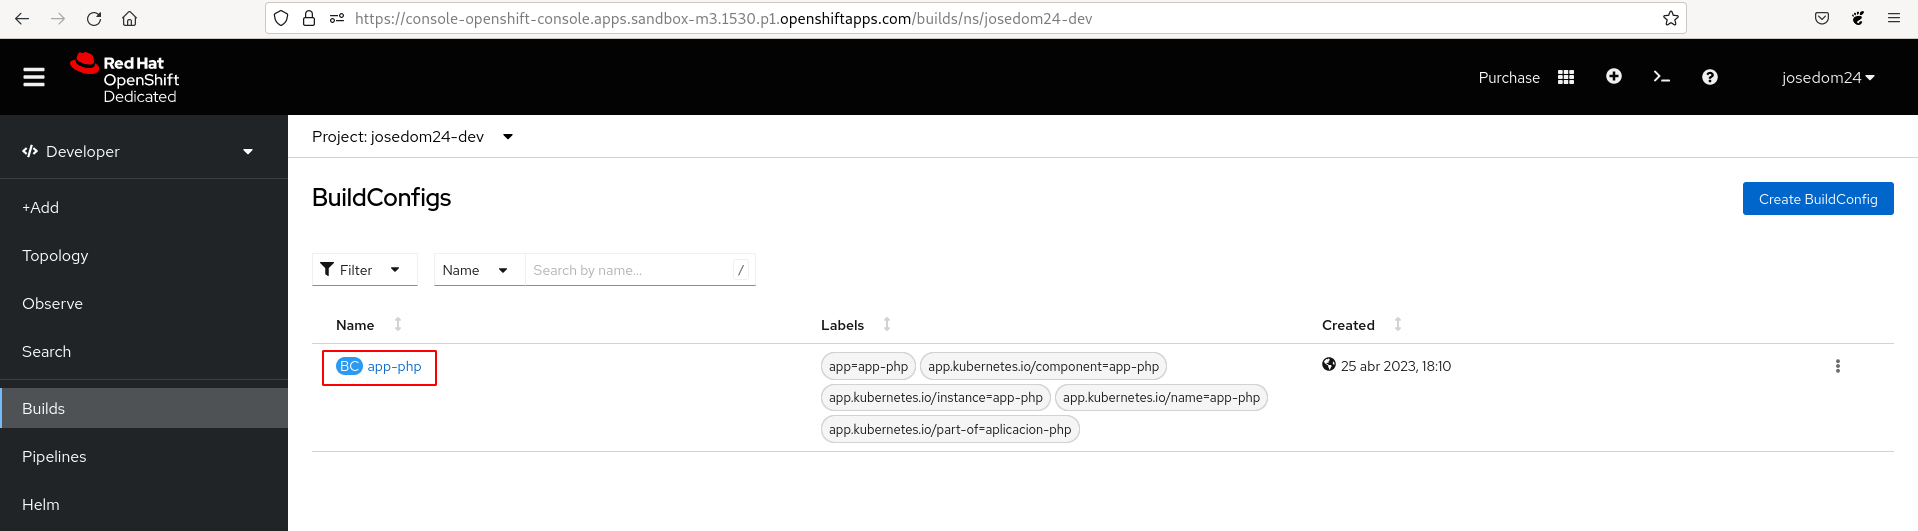 https://console-openshift-console.apps.sandbox-m3.1530.p1.openshiftapps.com/builds/ns/josedom24-dev
Red Hat
OpenShift
Dedicated
Purchase
josedom24
Developer
+Add
Topology
Observe
Search
Builds
Pipelines
Helm
Project: josedom24-dev
BuildConfigs
Create BuildConfig
Filter
Name
Search by name...
/
Name
Labels
Created
BC app-php
app=app-php
app.kubernetes.io/component=app-php
app.kubernetes.io/instance=app-php
app.kubernetes.io/name=app-php
app.kubernetes.io/part-of=aplicacion-php
25 abr 2023, 18:10